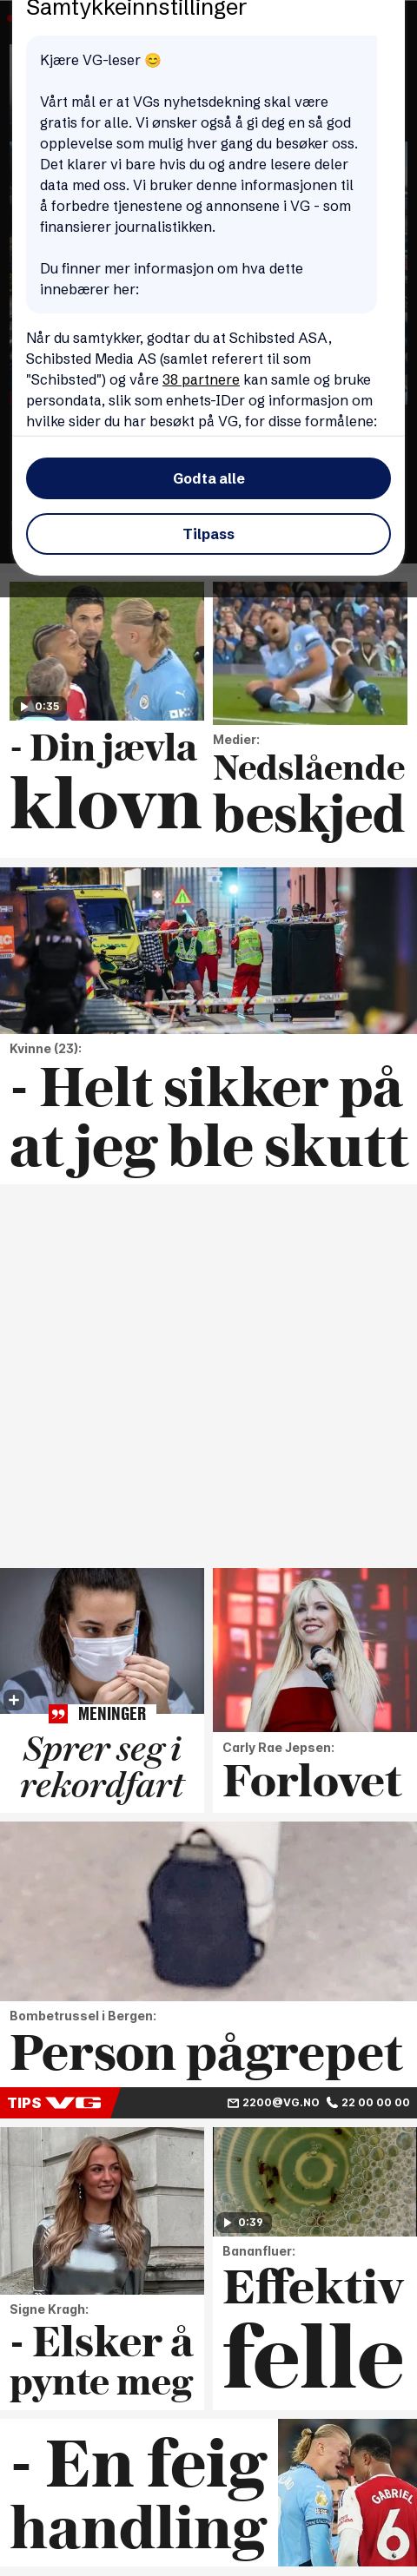 Samtykkeinnstillinger
Kjære VG-leser 😊
Vårt mål er at VGs nyhetsdekning skal være
gratis for alle. Vi ønsker også å gi deg en så god
opplevelse som mulig hver gang du besøker oss.
Det klarer vi bare hvis du og andre lesere deler
data med oss. Vi bruker denne informasjonen til
å forbedre tjenestene og annonsene i VG - som
finansierer journalistikken.
Du finner mer informasjon om hva dette
innebærer her:
Når du samtykker, godtar du at Schibsted ASA,
Schibsted Media AS (samlet referert til som
"Schibsted") og våre 38 partnere kan samle og bruke
persondata, slik som enhets-IDer og informasjon om
hvilke sider du har besøkt på VG, for disse formålene:
Godta alle
Tilpass
0:35
- Din jævla
klovn
Medier:
Nedslående
beskjed
Kvinne (23):
- Helt sikker på
at jeg ble skutt
MENINGER
Sprer seg i
rekordfart
Carly Rae Jepsen:
Forlovet
Bombetrussel i Bergen:
Person pågrepet
TIPS VG 2200@VG.NO 22 00 00 00
Signe Kragh:
- Elsker å
pynte meg
0:39
Bananfluer:
Effektiv
felle
- En feig
handling
GABRIEL
6